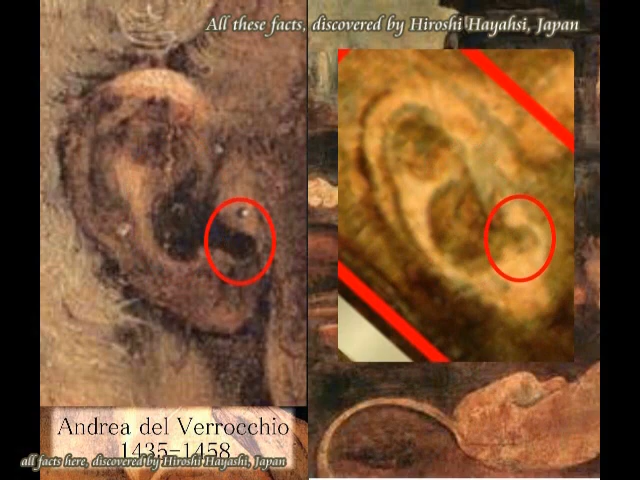 All these facts, discovered by Hiroshi Hayahsi, Japan
Andrea del Verrocchio
1435-1458
all facts here, discovered by Hiroshi Hayashi, Japan